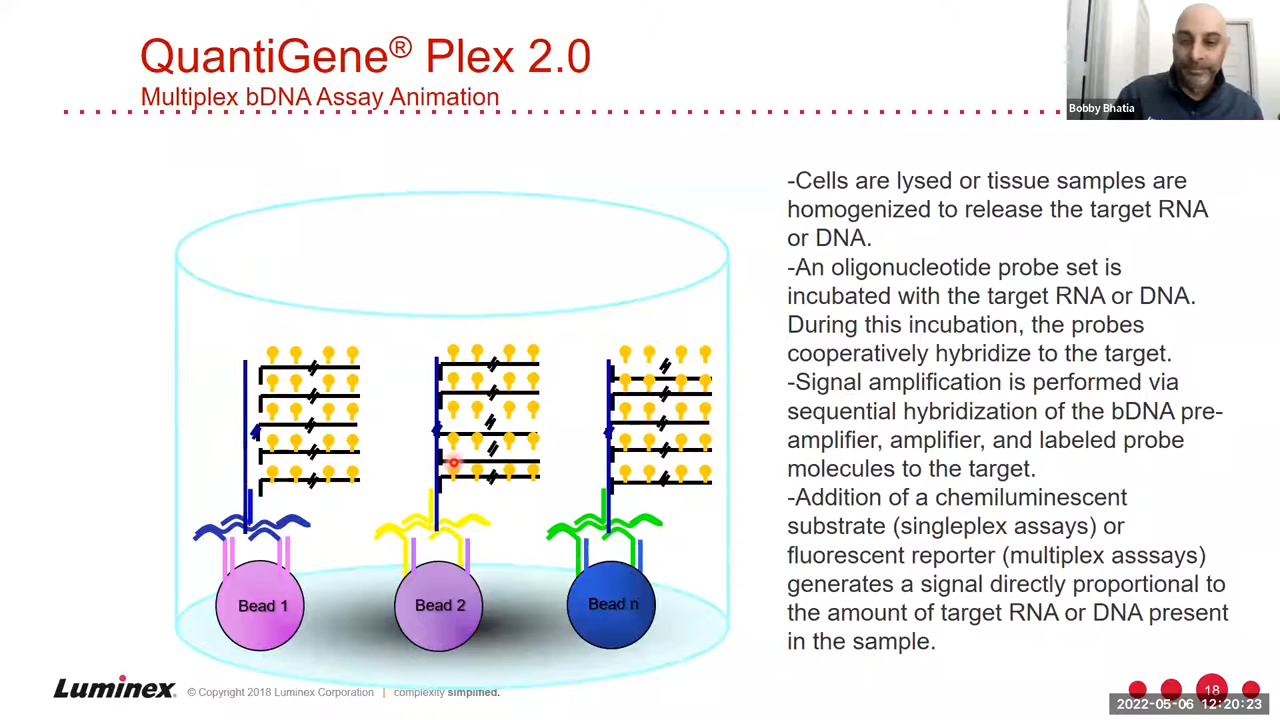 QuantiGene® Plex 2.0
Multiplex bDNA Assay Animation
Bobby Bhatia
-Cells are lysed or tissue samples are
homogenized to release the target RNA
or DNA.
-An oligonucleotide probe set is
incubated with the target RNA or DNA.
During this incubation, the probes
cooperatively hybridize to the target.
-Signal amplification is performed via
sequential hybridization of the bDNA pre-
amplifier, amplifier, and labeled probe
molecules to the target.
-Addition of a chemiluminescent
substrate (singleplex assays) or
fluorescent reporter (multiplex asssays)
generates a signal directly proportional to
the amount of target RNA or DNA present
in the sample.
Bead 1
Bead 2
Bead n
Luminex® © Copyright 2018 Luminex Corporation | complexity simplified.
18
2022-05-06 12:20:23